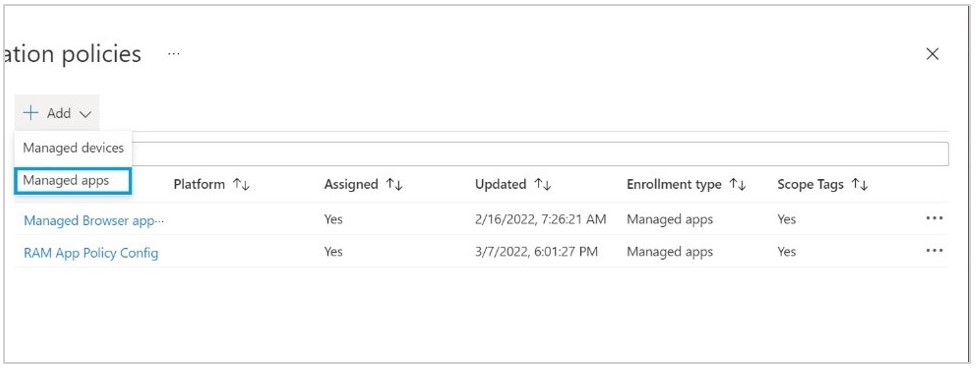 ation policies ...
+ Add
Managed devices
Managed apps
Platform ↑↓ Assigned ↑↓ Updated ↑↓ Enrollment type ↑↓ Scope Tags ↑↓
Managed Browser app... Yes 2/16/2022, 7:26:21 AM Managed apps Yes ...
RAM App Policy Config Yes 3/7/2022, 6:01:27 PM Managed apps Yes ...